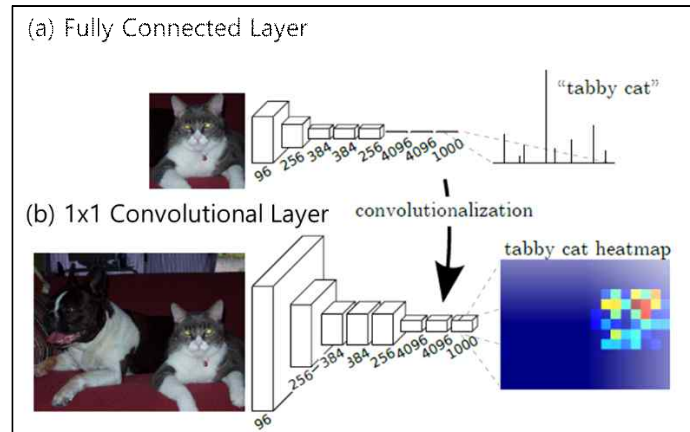 (a) Fully Connected Layer
“tabby cat”
96 256 384 384 256 4096 4096 1000
(b) 1x1 Convolutional Layer
convolutionalization
tabby cat heatmap
96 256 384 384 256 4096 4096 1000